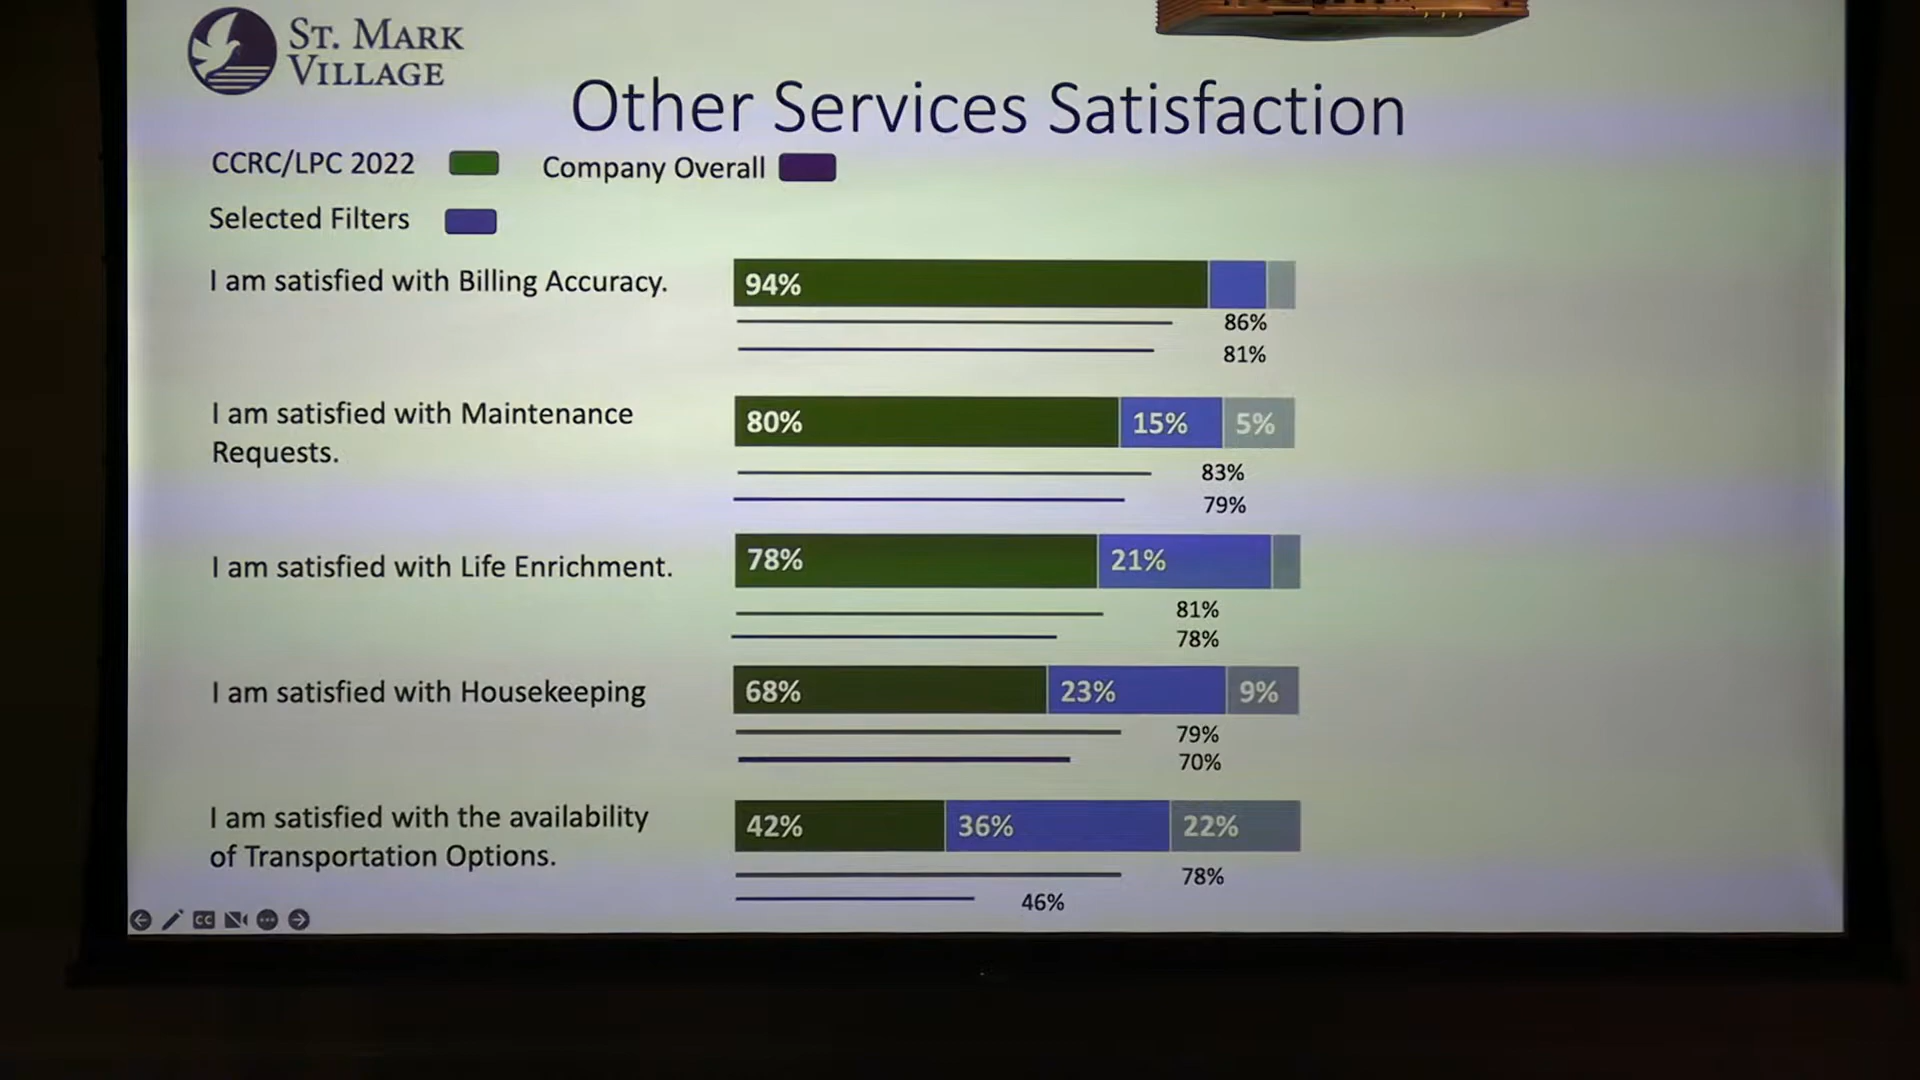 ST. MARK
VILLAGE
Other Services Satisfaction
CCRC/LPC 2022
Company Overall
Selected Filters
I am satisfied with Billing Accuracy.
94%
86%
81%
I am satisfied with Maintenance
Requests.
80%
15%
5%
83%
79%
I am satisfied with Life Enrichment.
78%
21%
81%
78%
I am satisfied with Housekeeping
68%
23%
9%
79%
70%
I am satisfied with the availability
of Transportation Options.
42%
36%
22%
78%
46%
CC